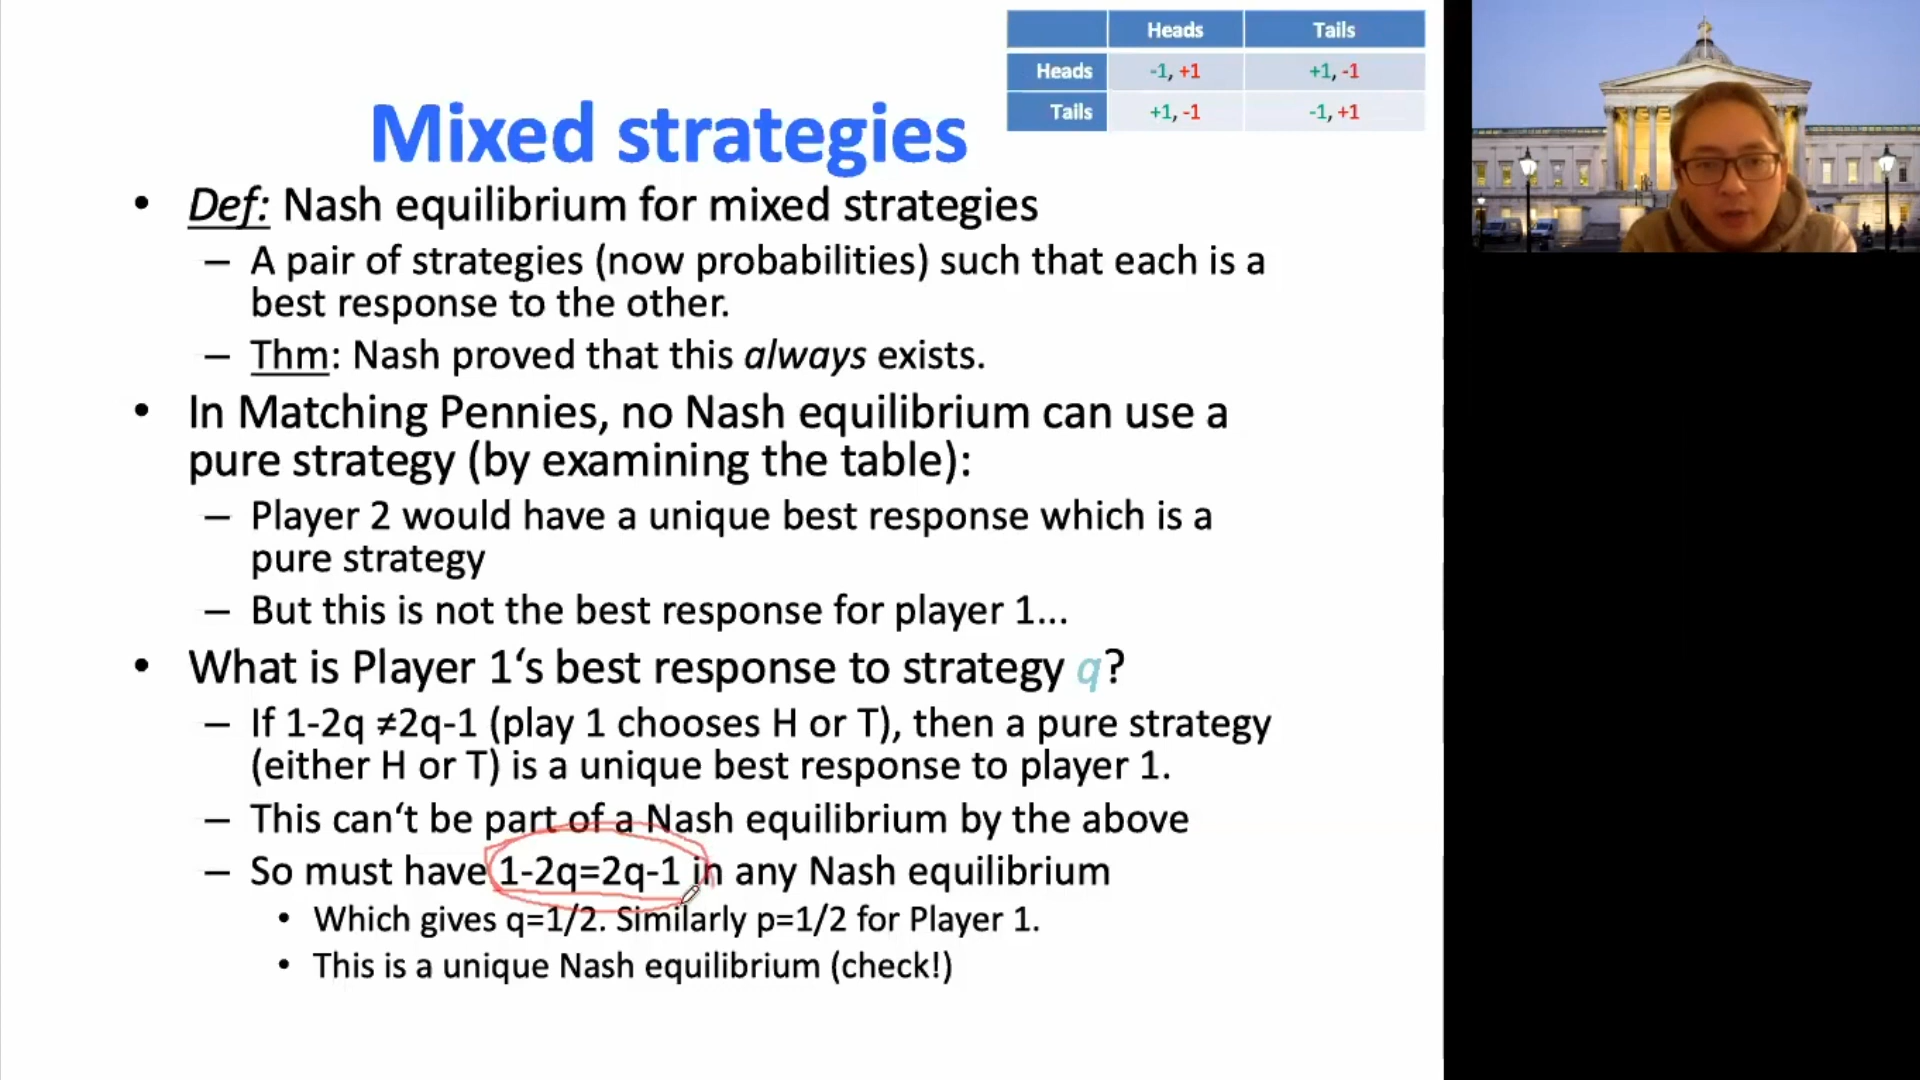 Heads Tails
Heads -1, +1 +1, -1
Tails +1, -1 -1, +1
Mixed strategies
• Def: Nash equilibrium for mixed strategies
– A pair of strategies (now probabilities) such that each is a
best response to the other.
– Thm: Nash proved that this always exists.
• In Matching Pennies, no Nash equilibrium can use a
pure strategy (by examining the table):
– Player 2 would have a unique best response which is a
pure strategy
– But this is not the best response for player 1...
• What is Player 1‘s best response to strategy q?
– If 1-2q ≠2q-1 (play 1 chooses H or T), then a pure strategy
(either H or T) is a unique best response to player 1.
– This can‘t be part of a Nash equilibrium by the above
– So must have 1-2q=2q-1 in any Nash equilibrium
• Which gives q=1/2. Similarly p=1/2 for Player 1.
• This is a unique Nash equilibrium (check!)